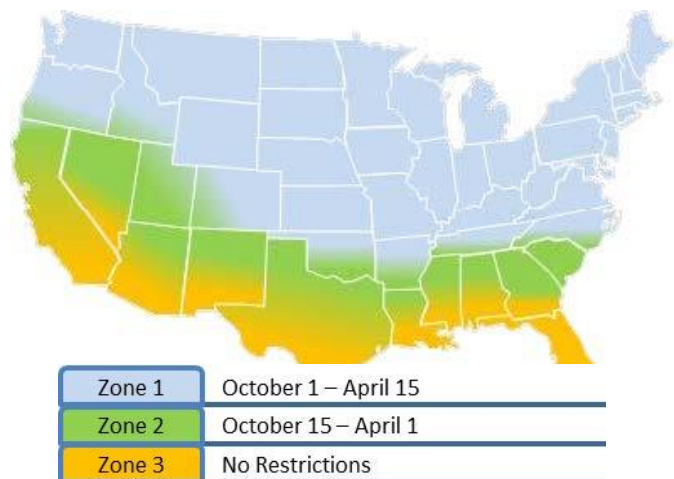 Zone 1 October 1 – April 15
Zone 2 October 15 – April 1
Zone 3 No Restrictions